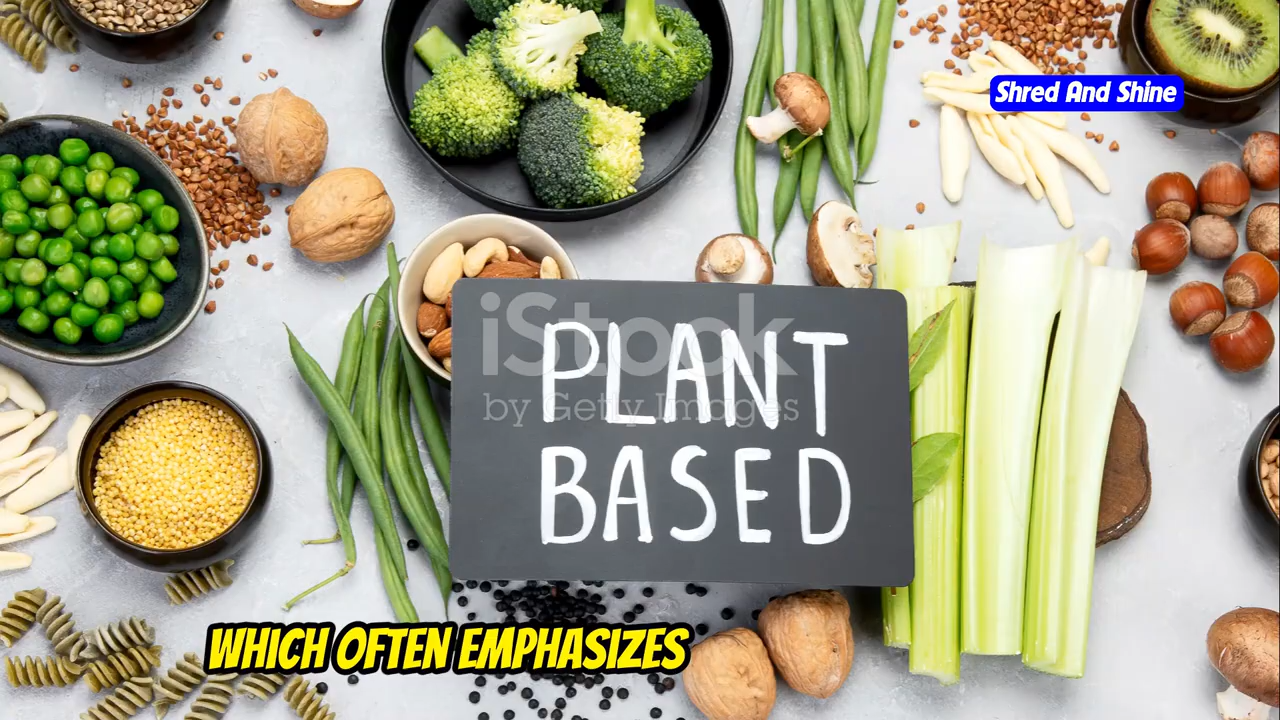 Shred And Shine
iStock
by Getty Images
PLANT
BASED
WHICH OFTEN EMPHASIZES